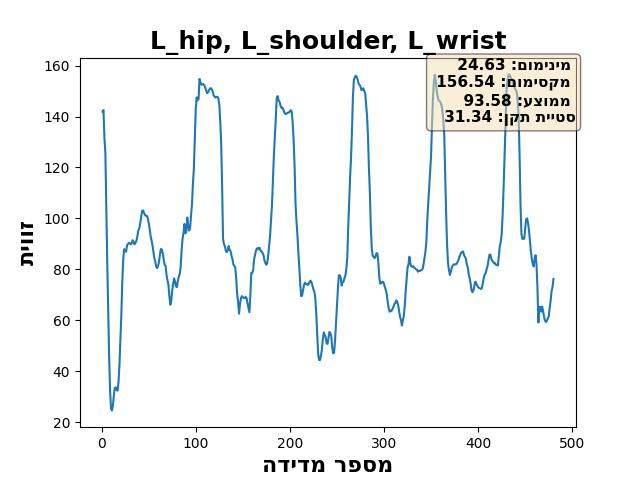 L_hip, L_shoulder, L_wrist
מינימום: 24.63
מקסימום: 156.54
ממוצע: 93.58
סטיית תקן: 31.34
זווית
160
140
120
100
80
60
40
20
0 100 200 300 400 500
מספר מדידה